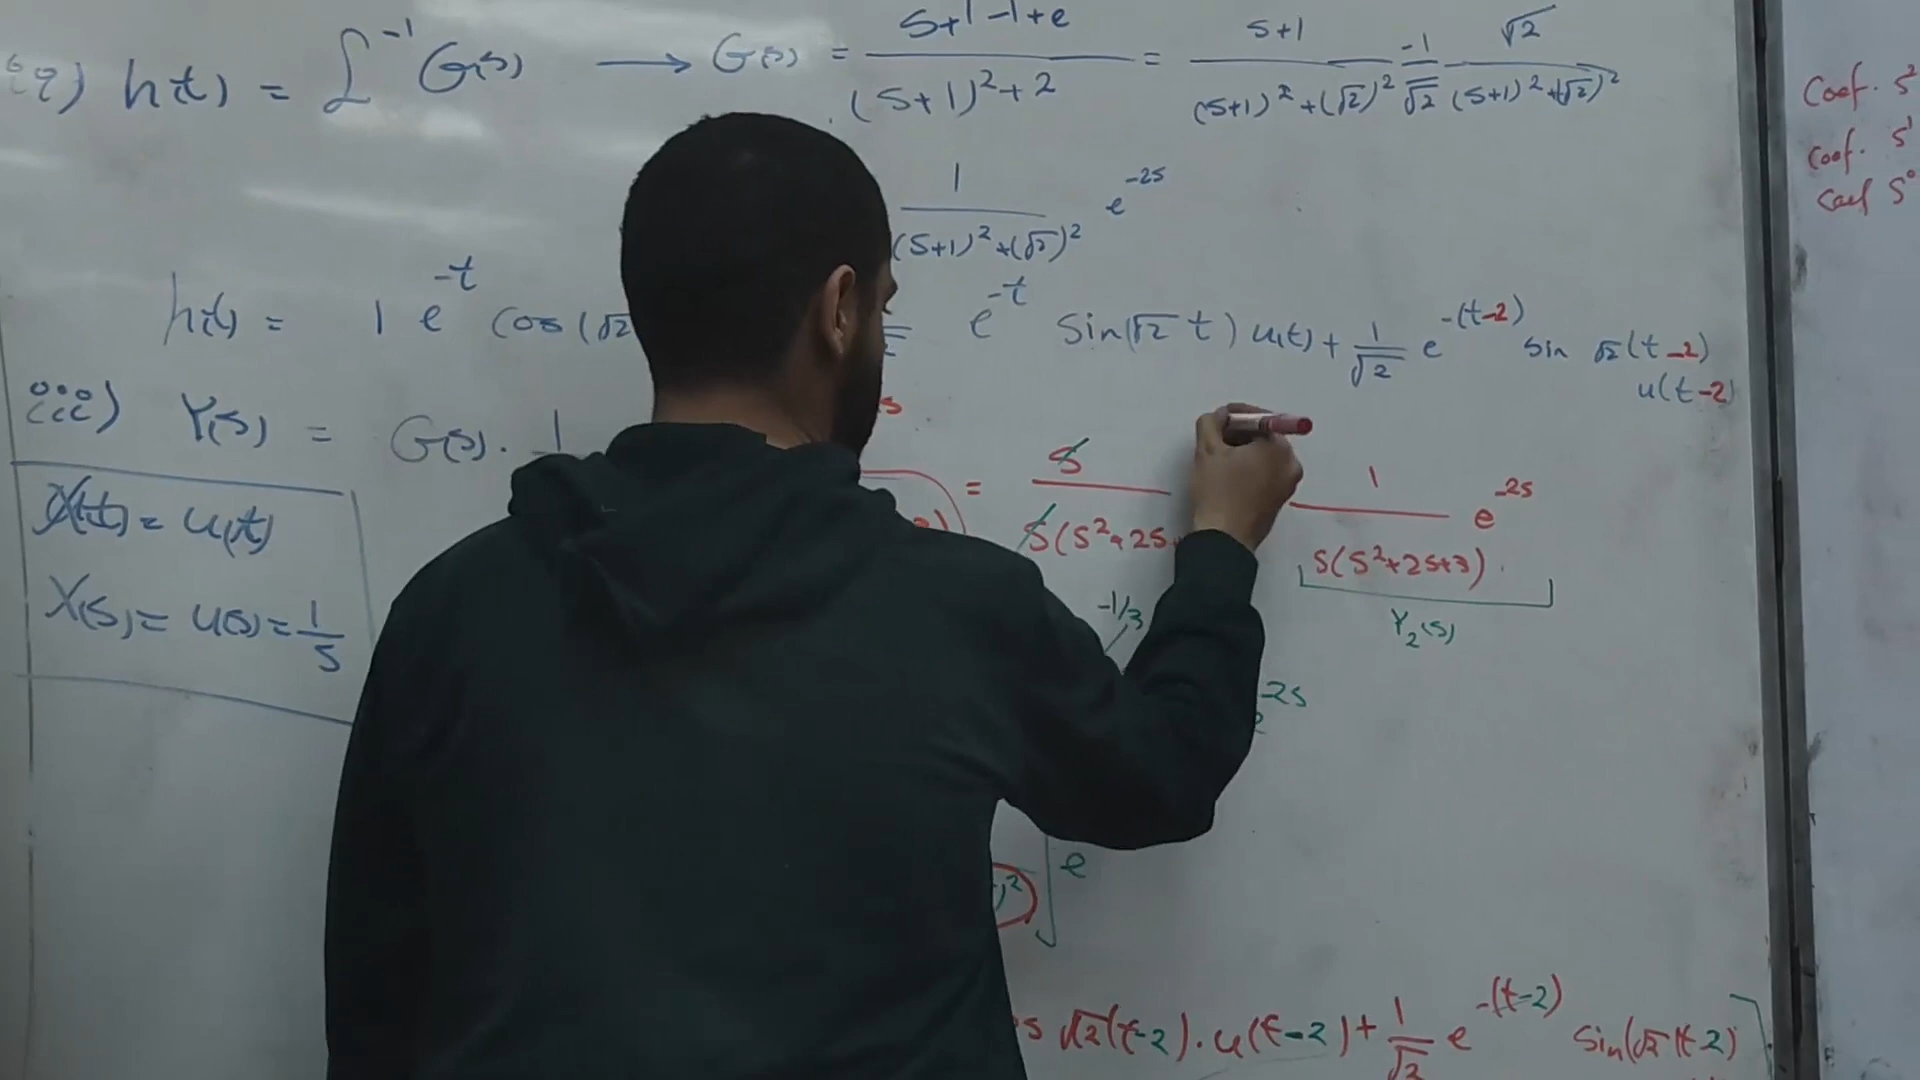 h(t) = ℒ⁻¹ G(s) ⟶ G(s) = (s+1-1+e)/((s+1)²+2) = (s+1)/((s+1)²+(√2)²) -1/√2 √2/((s+1)²+(√2)²)
1/((s+1)²+(√2)²) e^(-2s)
h(t) = 1 e^(-t) cos(√2 e^(-t) sin(√2 t) u(t) + 1/√2 e^(-(t-2)) sin √2(t-2)
u(t-2)
iii) Y(s) = G(s) · 1 = s/(s(s²+2s 1/(s(s²+2s+3)) e^(-2s)
Y₂(s)
X(t) = u(t)
X(s) = u(s) = 1/s
-1/3
-2s
e
√2(t-2) · u(t-2) + 1/√2 e^(-(t-2)) sin(√2(t-2)
Coef. s²
Coef. s¹
Coef s⁰